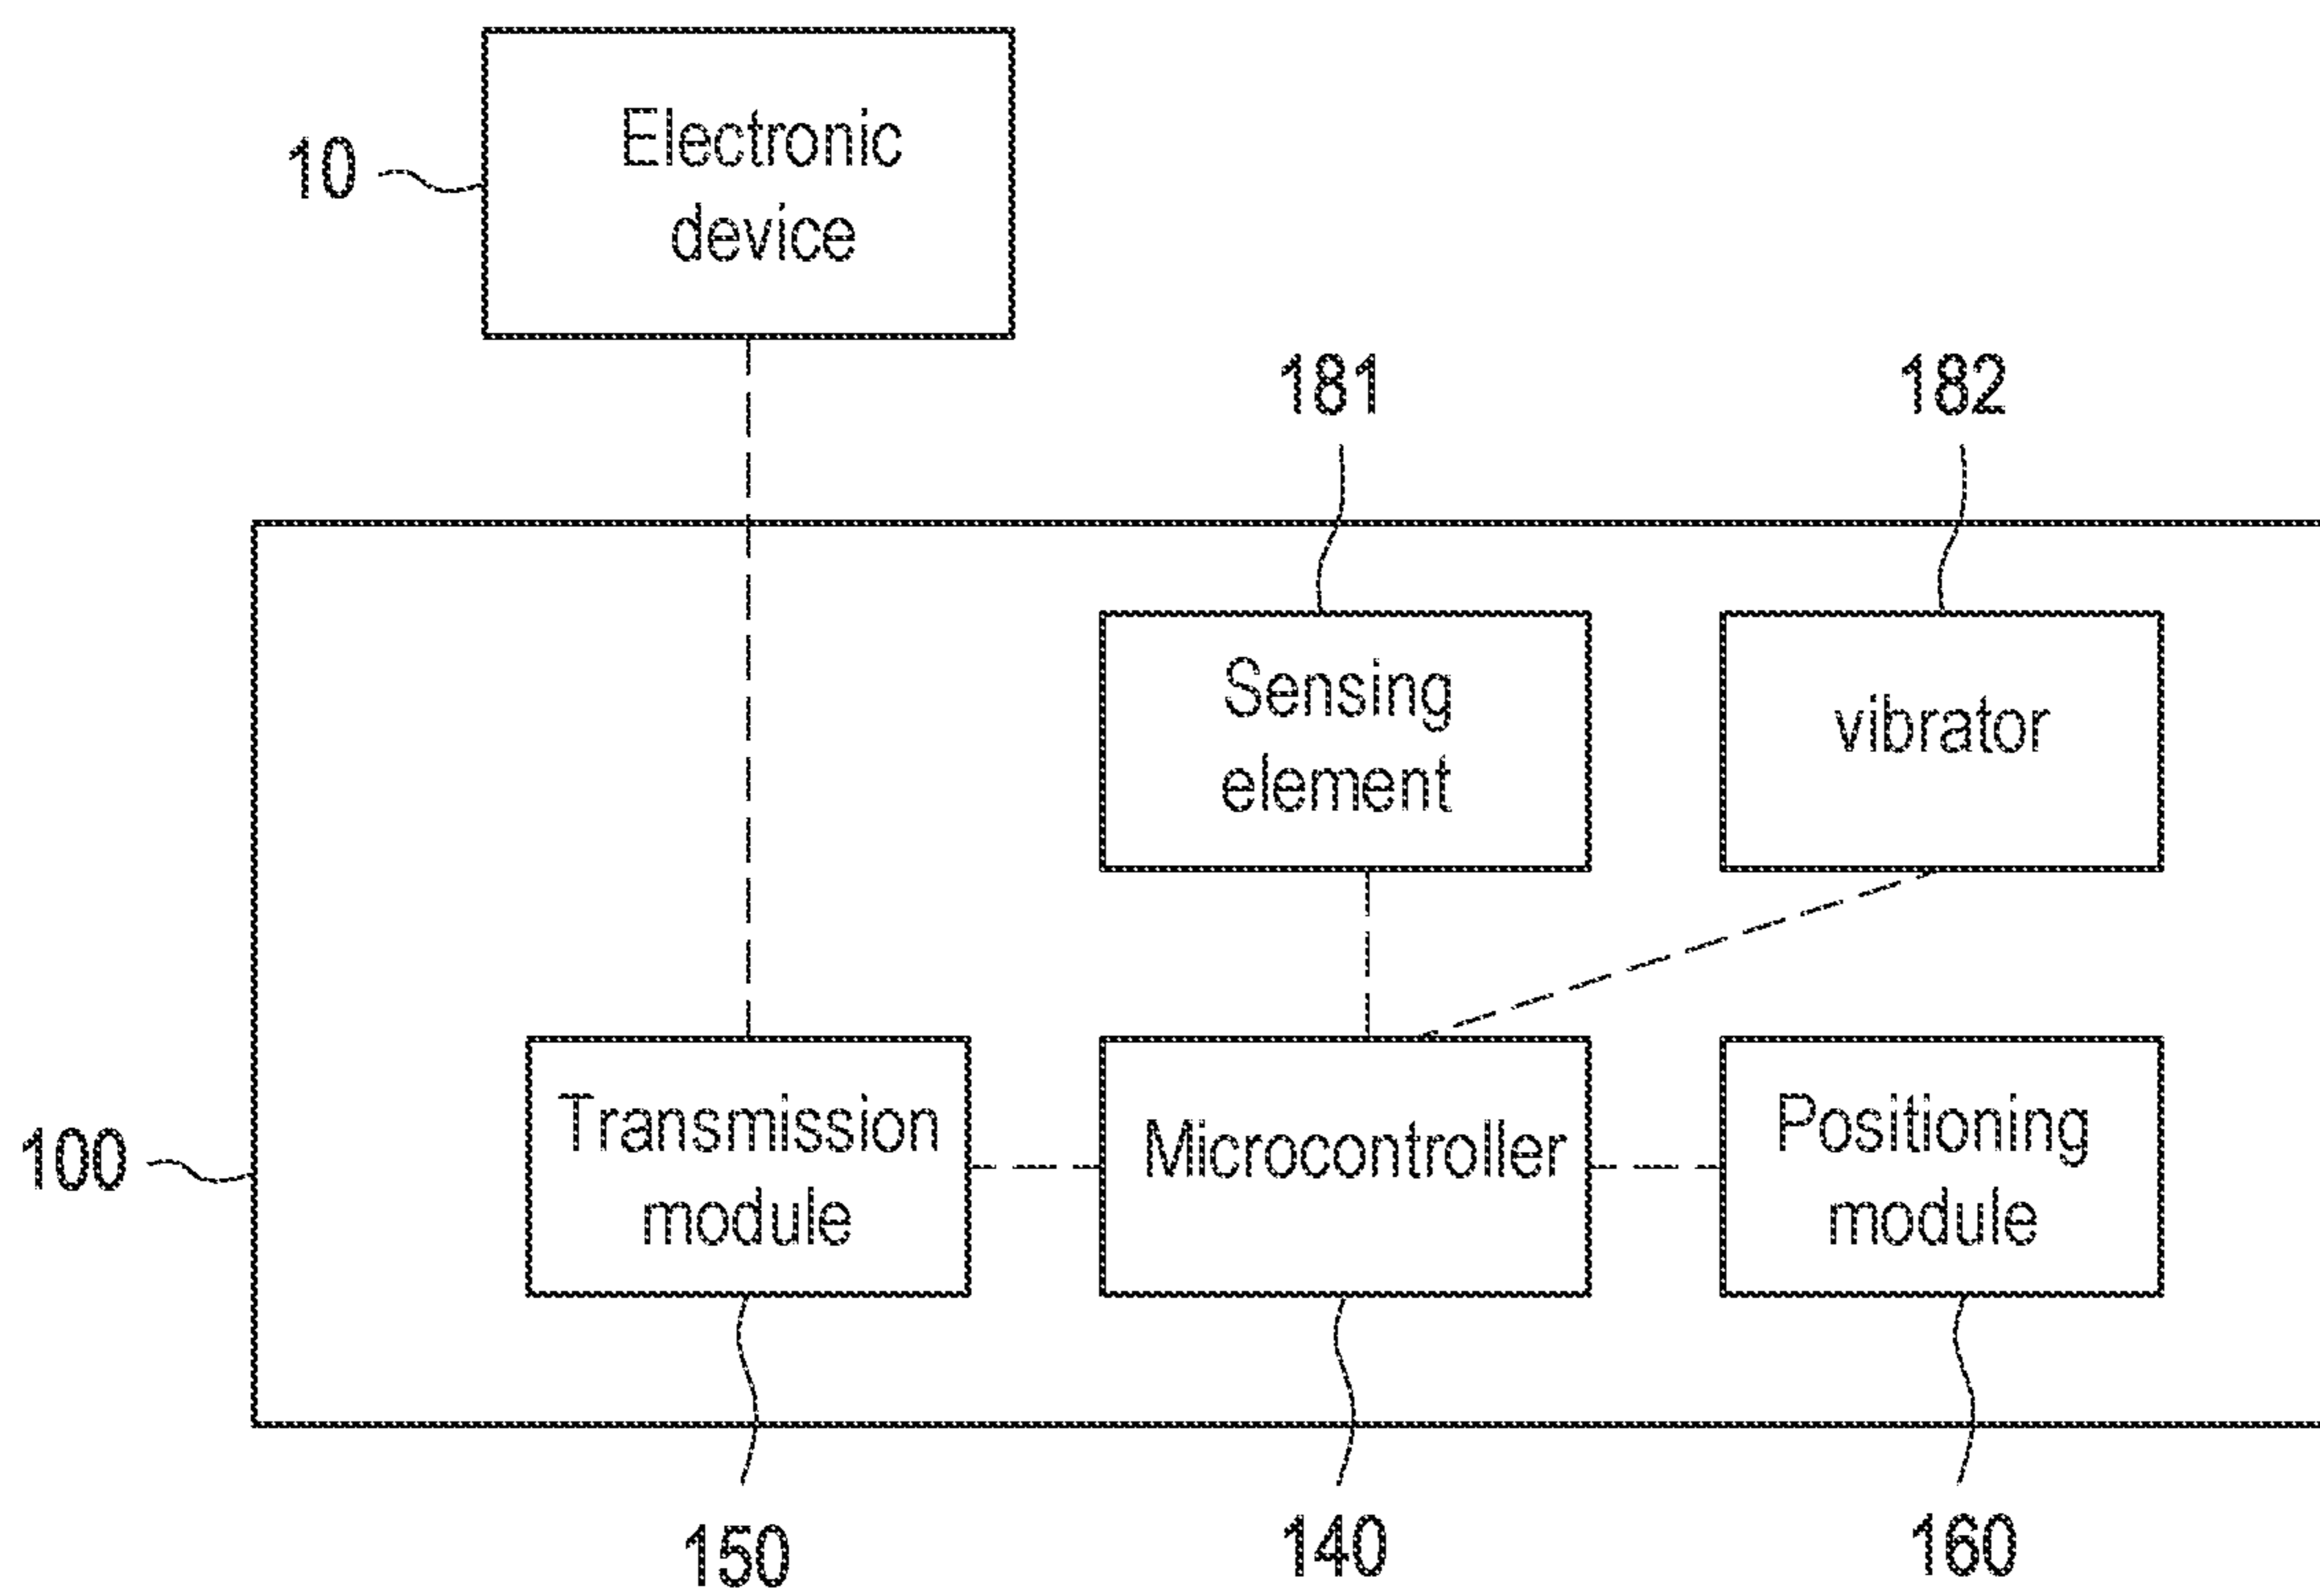 10
Electronic
device
181
182
Sensing
element
vibrator
100
Transmission
module
Microcontroller
Positioning
module
150
140
160